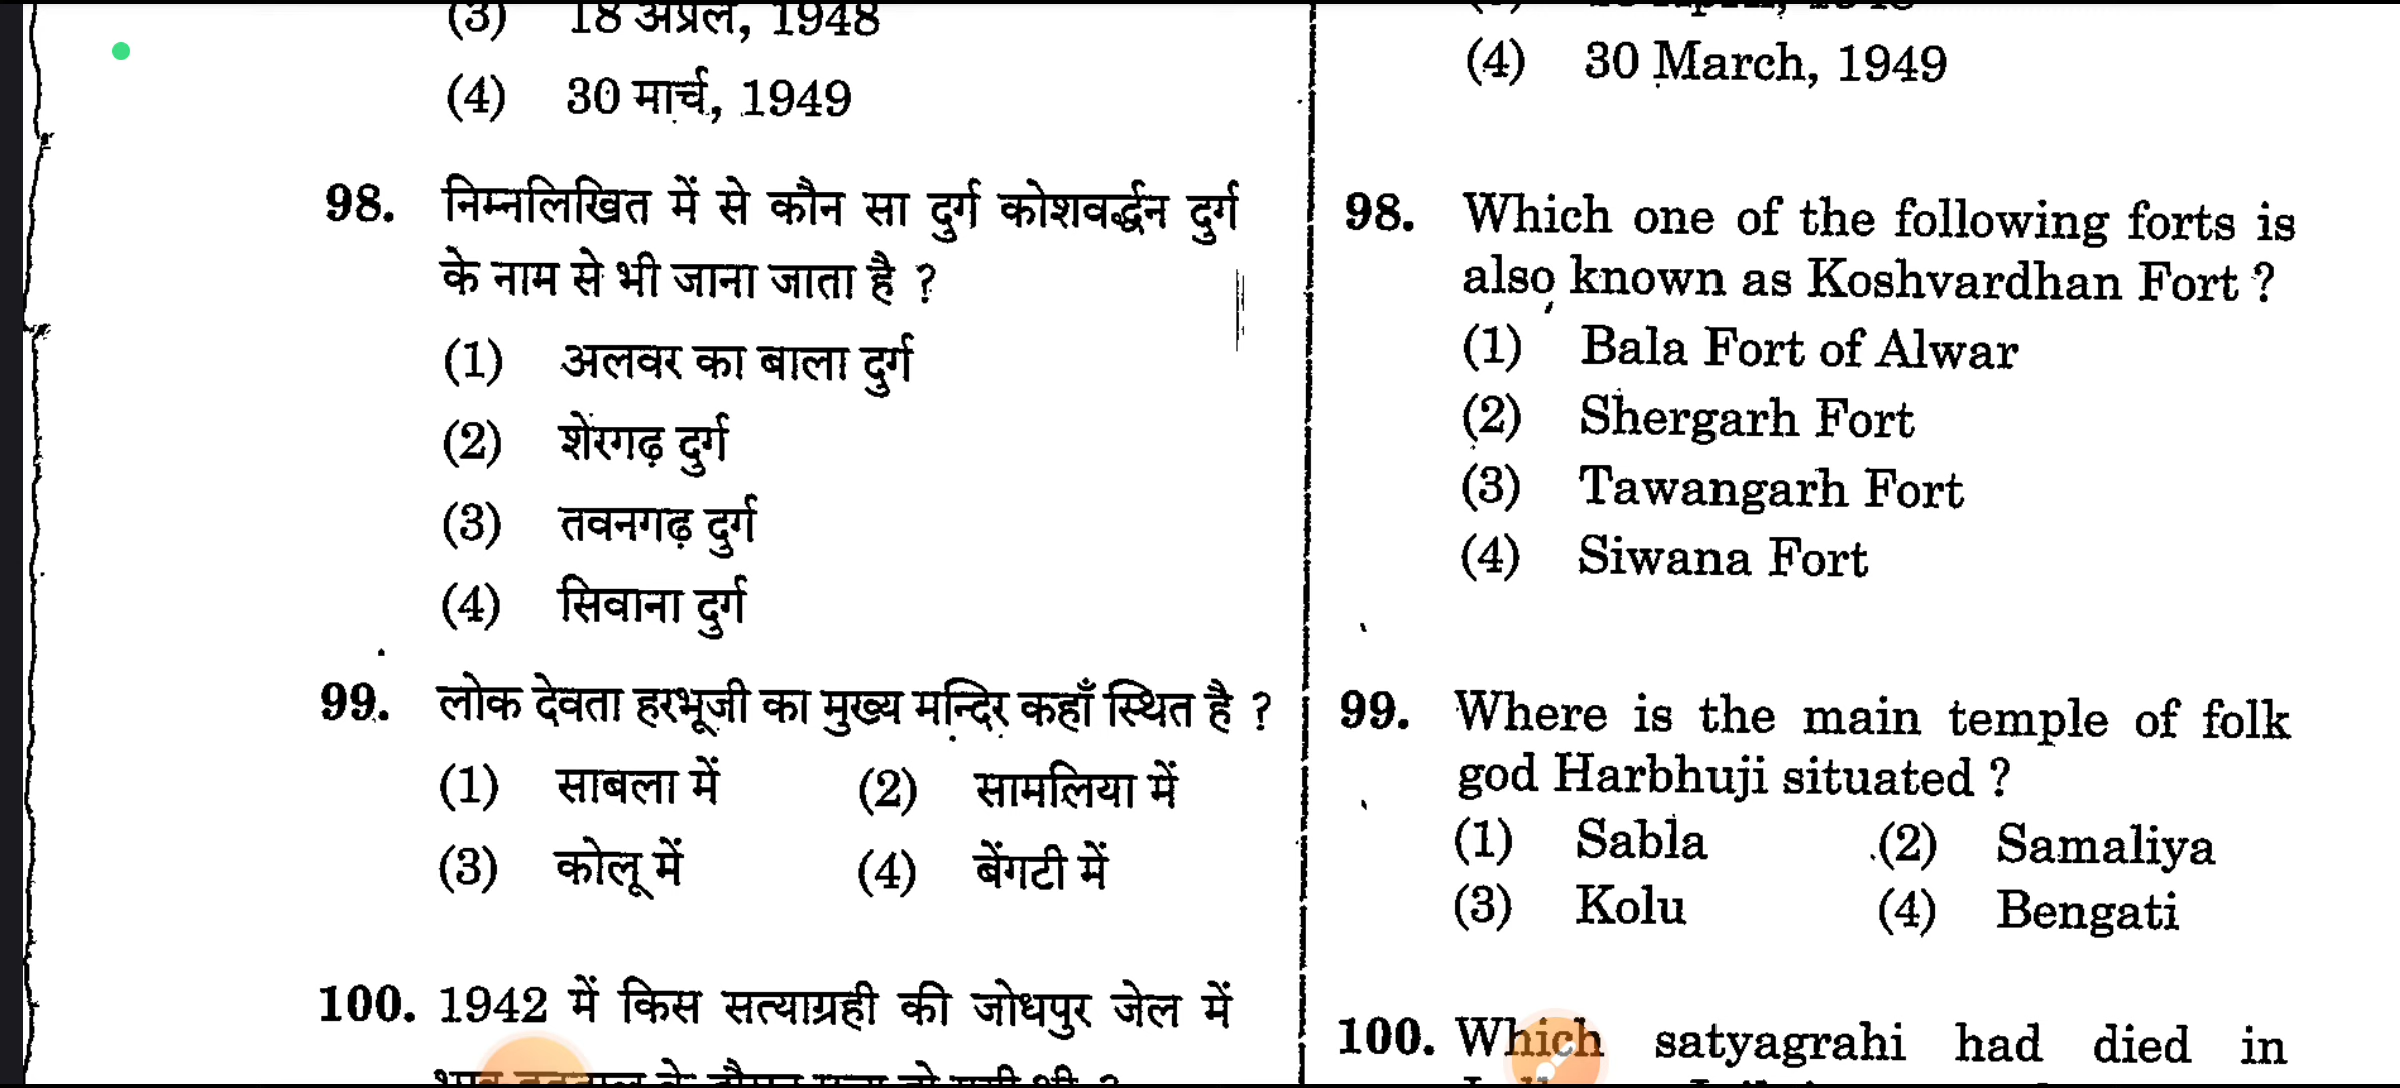 (3) 18 अप्रैल, 1948
(4) 30 मार्च, 1949
98. निम्नलिखित में से कौन सा दुर्ग कोशवर्द्धन दुर्ग
के नाम से भी जाना जाता है ?
(1) अलवर का बाला दुर्ग
(2) शेरगढ़ दुर्ग
(3) तवनगढ़ दुर्ग
(4) सिवाना दुर्ग
99. लोक देवता हरभूजी का मुख्य मन्दिर कहाँ स्थित है ?
(1) साबला में (2) सामलिया में
(3) कोलू में (4) बेंगटी में
100. 1942 में किस सत्याग्रही की जोधपुर जेल में
(4) 30 March, 1949
98. Which one of the following forts is
also known as Koshvardhan Fort ?
(1) Bala Fort of Alwar
(2) Shergarh Fort
(3) Tawangarh Fort
(4) Siwana Fort
99. Where is the main temple of folk
god Harbhuji situated ?
(1) Sabla (2) Samaliya
(3) Kolu (4) Bengati
100. Which satyagrahi had died in